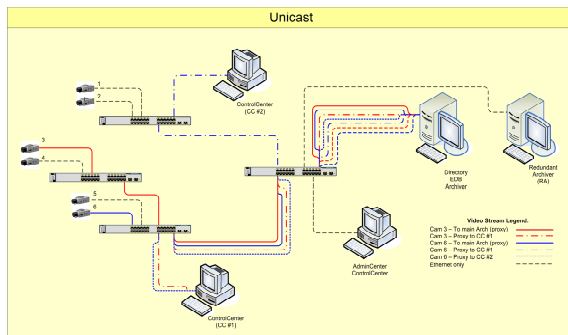 Unicast
1
2
ControlCenter
(CC #2)
3
4
5
6
Directory
EDB
Archiver
Redundant
Archiver
(RA)
AdminCenter
ControlCenter
ControlCenter
(CC #1)
Video Stream Legend:
Cam 3 – To main Arch (proxy)
Cam 3 – Proxy to CC #1
Cam 6 – To main Arch (proxy)
Cam 6 – Proxy to CC #1
Cam 6 – Proxy to CC #2
Ethernet only